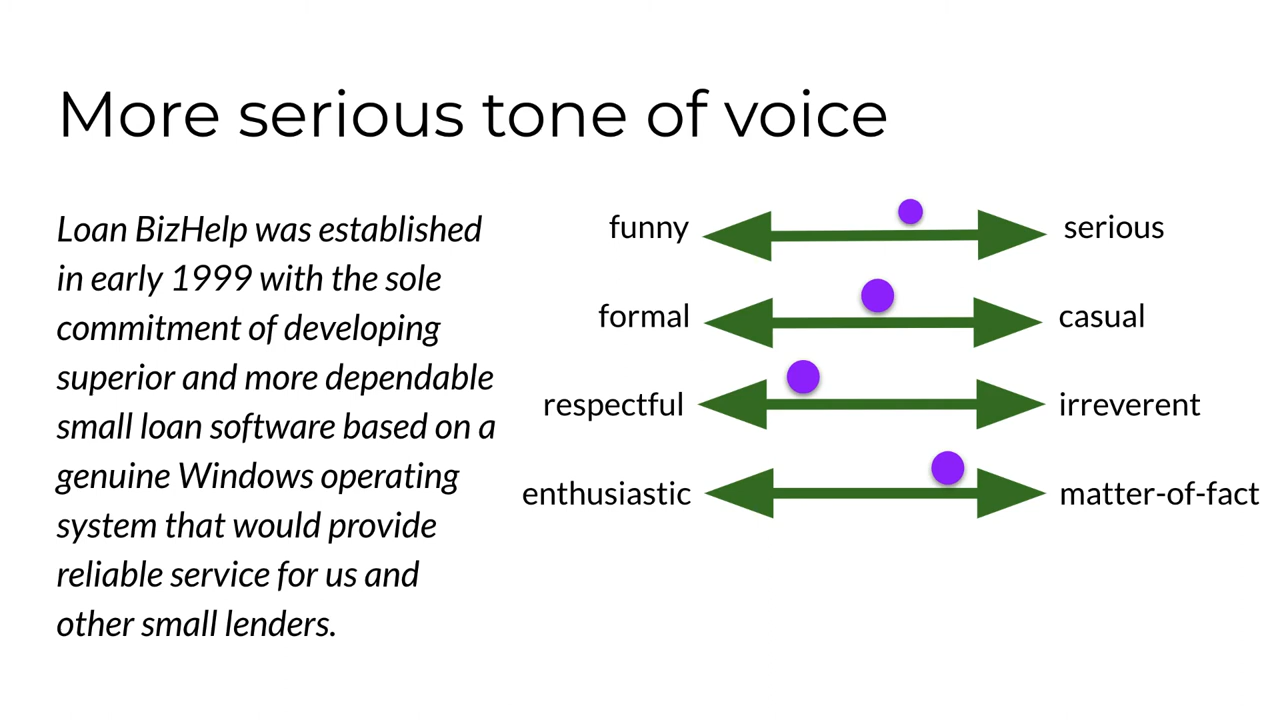 More serious tone of voice
Loan BizHelp was established
in early 1999 with the sole
commitment of developing
superior and more dependable
small loan software based on a
genuine Windows operating
system that would provide
reliable service for us and
other small lenders.
funny serious
formal casual
respectful irreverent
enthusiastic matter-of-fact